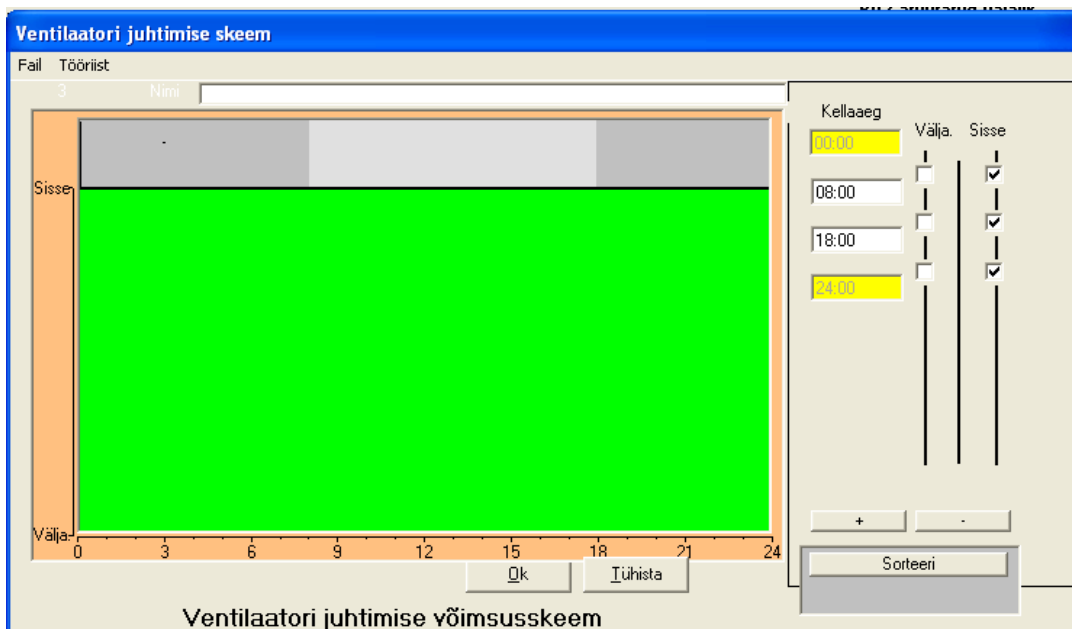 Ventilaatori juhtimise skeem
Fail Tööriist
3 Nimi
Kellaaeg
Välja. Sisse
00:00
08:00
18:00
24:00
Sisse
Välja.
0 3 6 9 12 15 18 21 24
+ -
Sorteeri
Ok Tühista
Ventilaatori juhtimise võimsusskeem